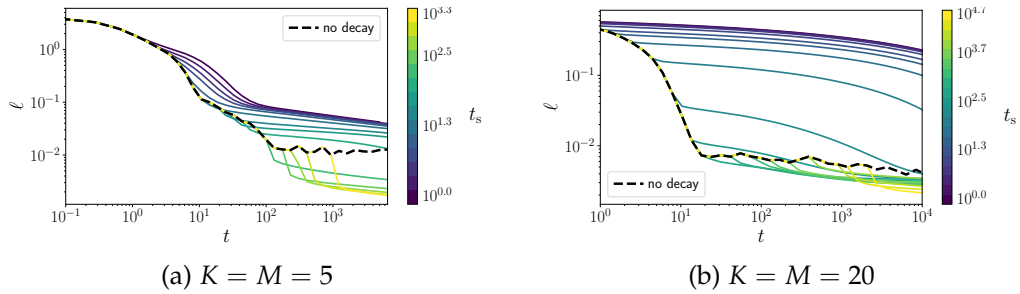 no decay
10^0
10^{-1}
10^{-2}
ℓ
10^{-1}
10^0
10^1
10^2
10^3
t
10^{3.3}
10^{2.5}
10^{1.3}
10^{0.0}
t_s
(a) K = M = 5
no decay
10^{-1}
10^{-2}
ℓ
10^0
10^1
10^2
10^3
10^4
t
10^{4.7}
10^{3.7}
10^{2.5}
10^{1.3}
10^{0.0}
t_s
(b) K = M = 20